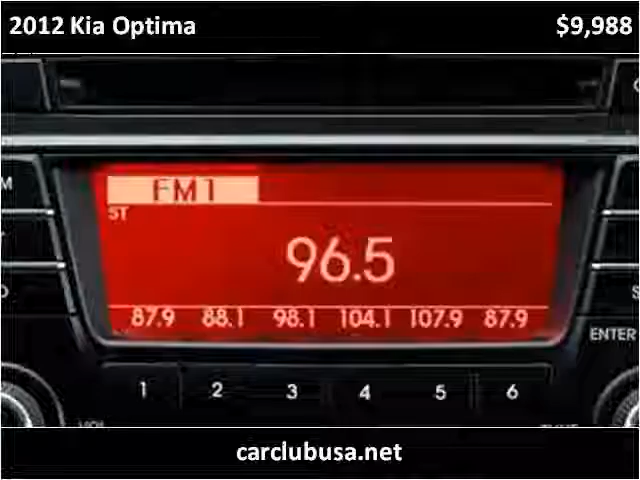 2012 Kia Optima $9,988
FM1
ST
96.5
87.9 88.1 98.1 104.1 107.9 87.9
ENTER
1 2 3 4 5 6
carclubusa.net